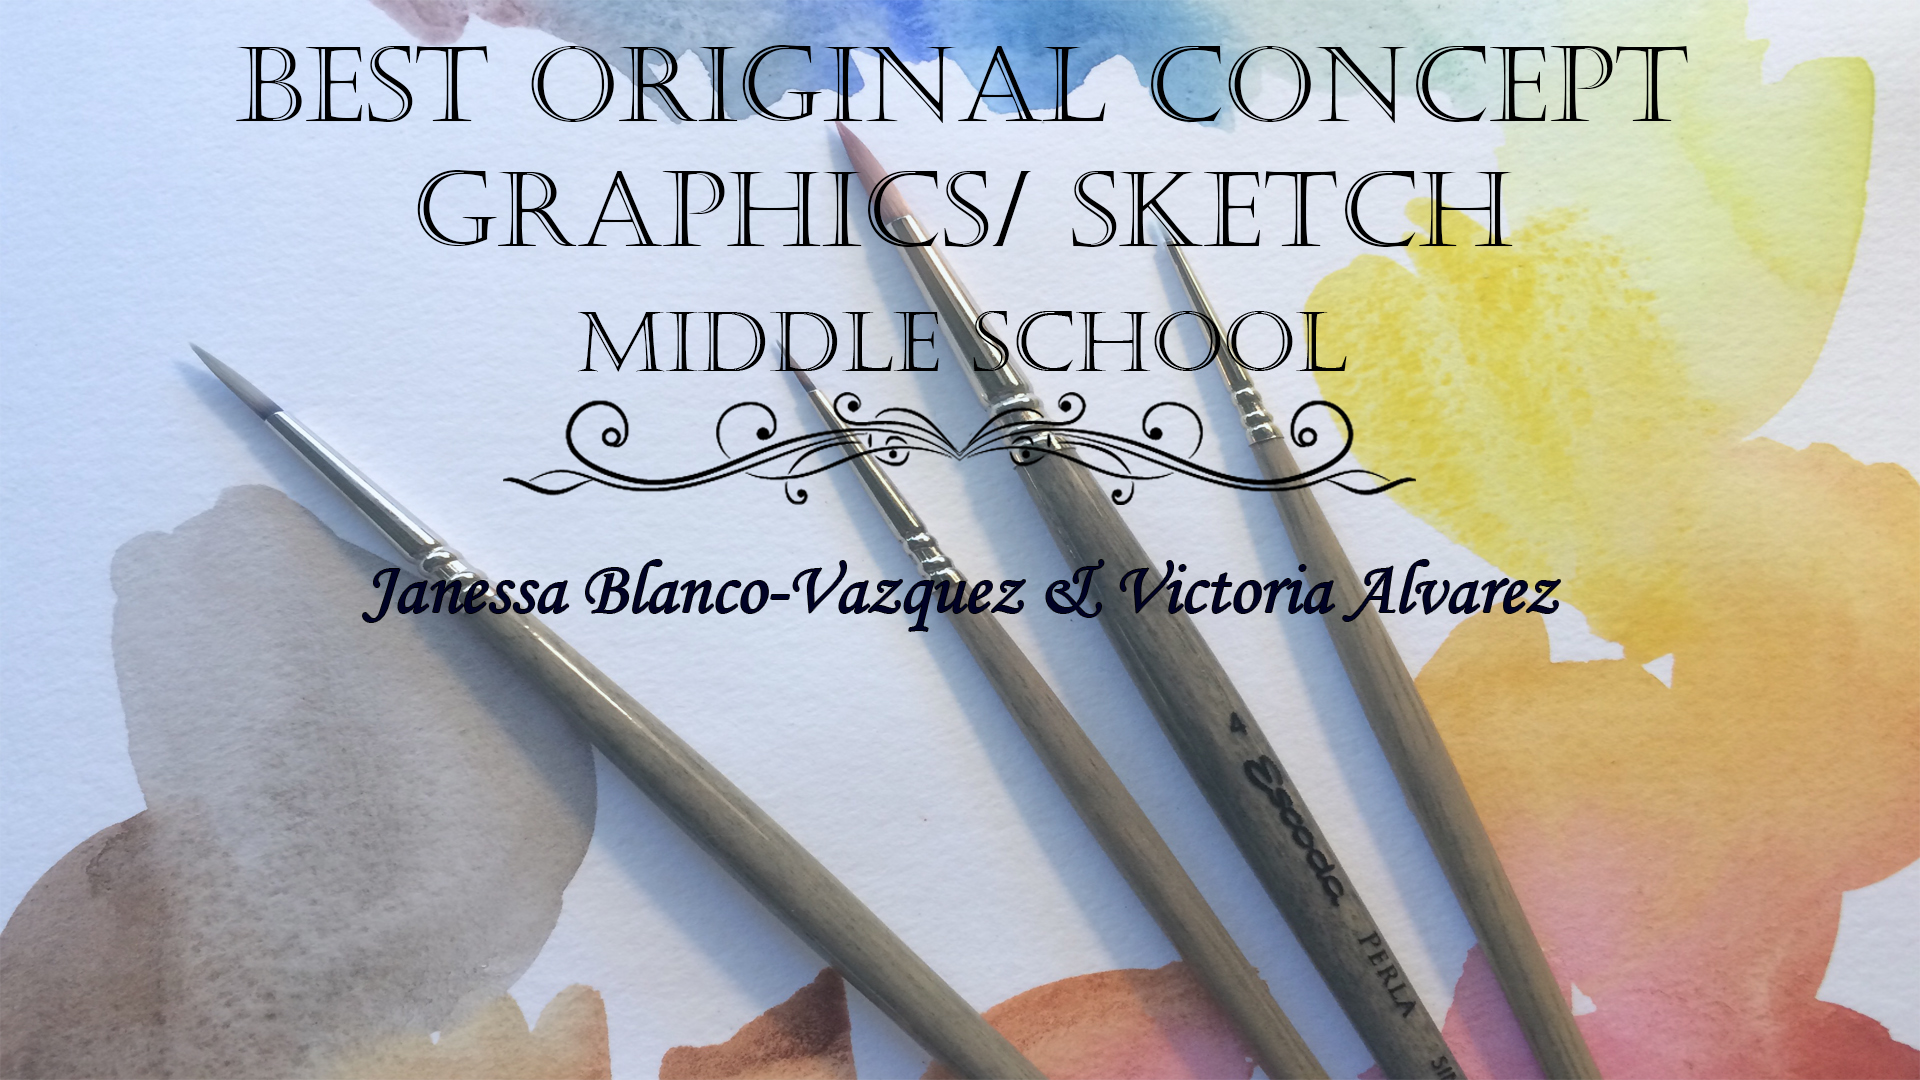 BEST ORIGINAL CONCEPT
GRAPHICS/ SKETCH
MIDDLE SCHOOL
Janessa Blanco-Vazquez & Victoria Alvarez
4 Escoda PERLA